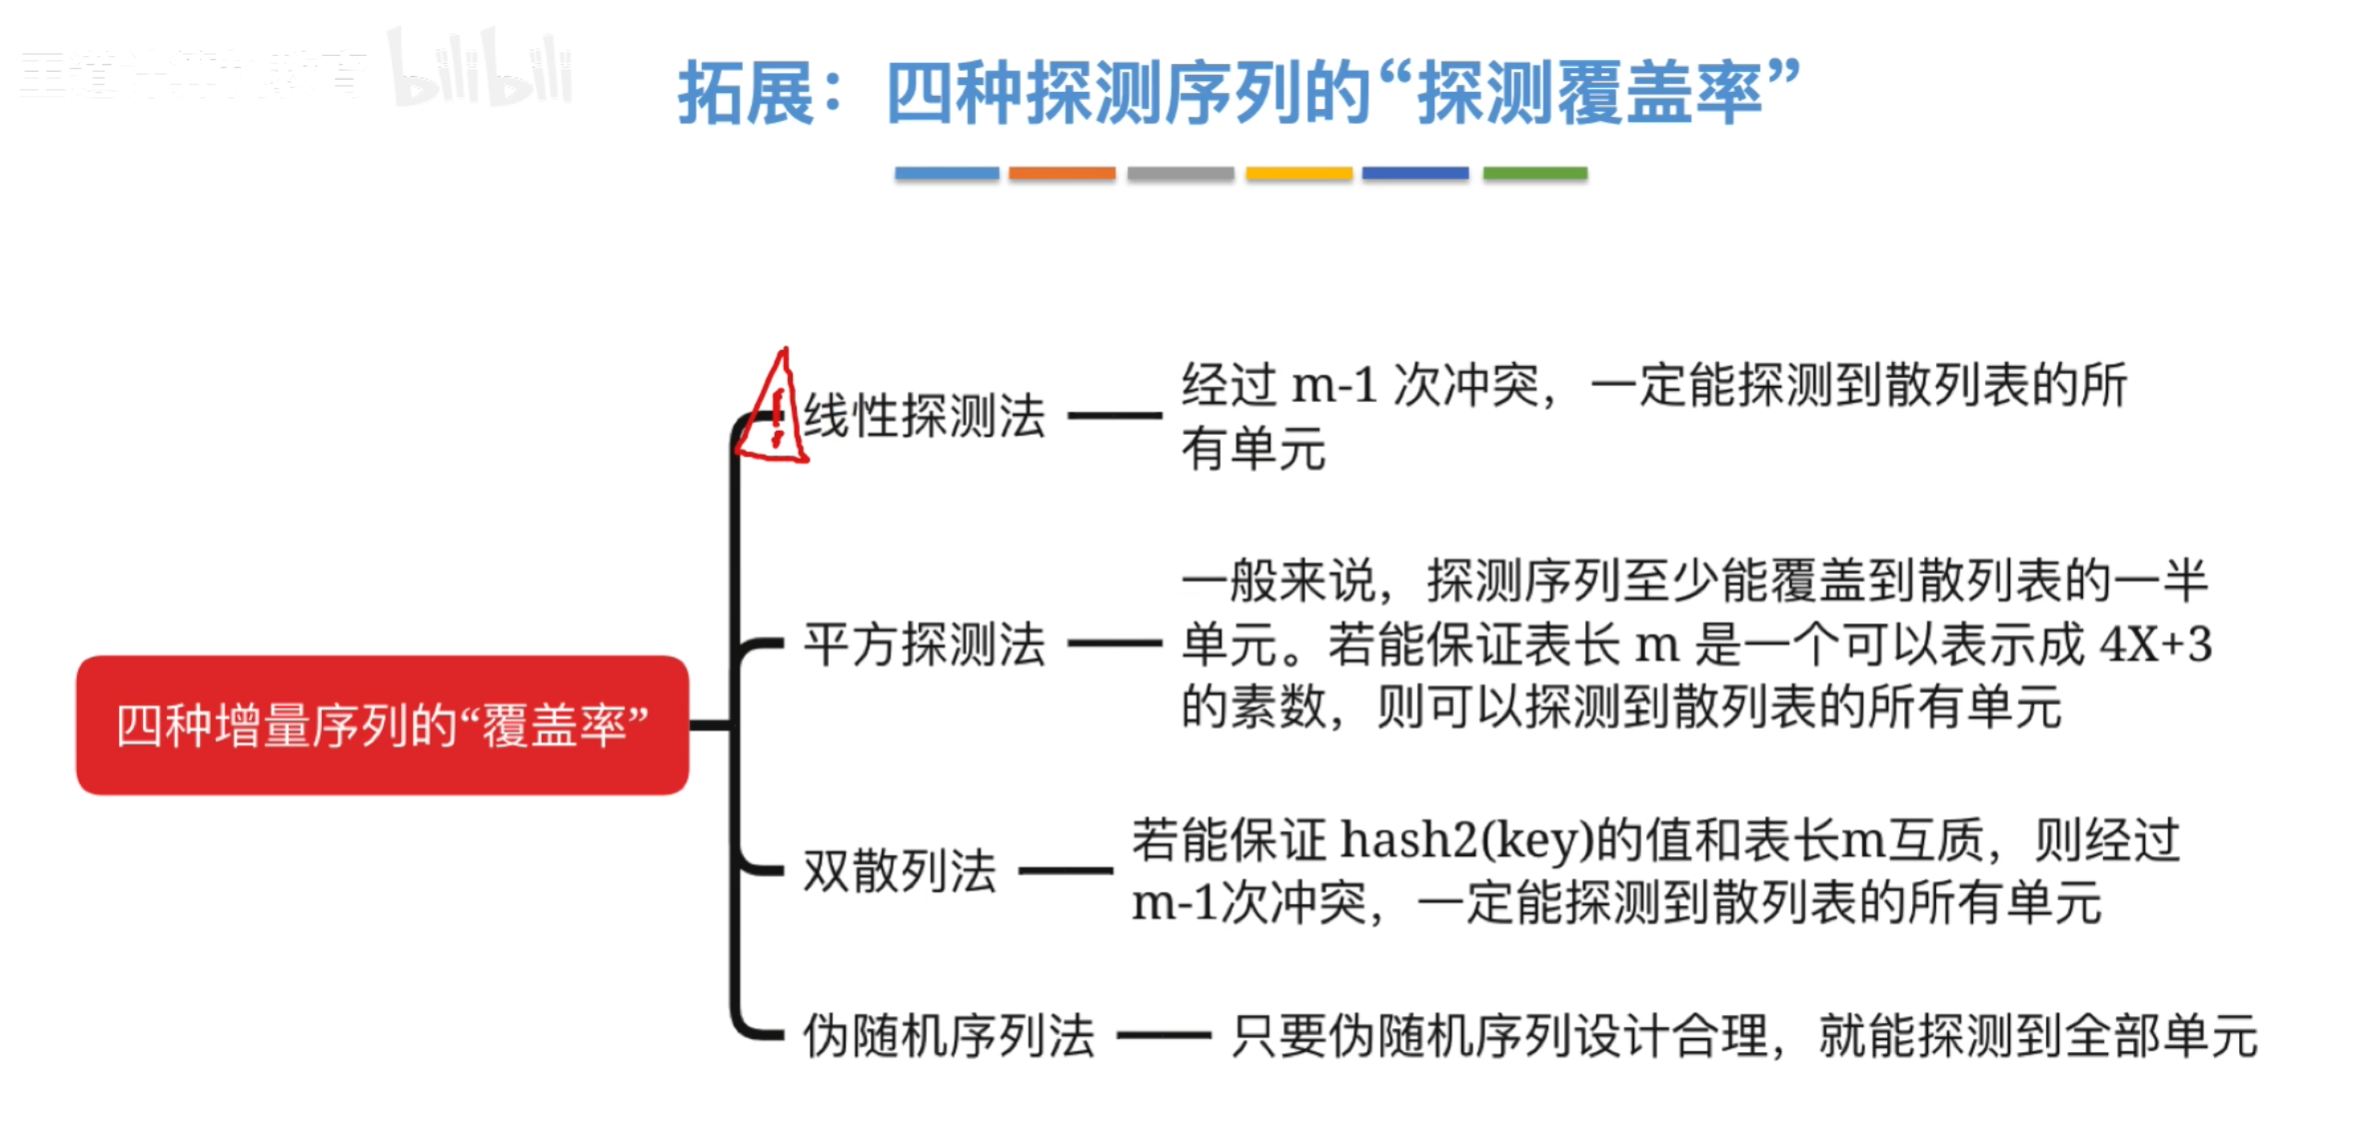 王道计算机教育 bilibili
拓展：四种探测序列的“探测覆盖率”
四种增量序列的“覆盖率”
线性探测法
经过 m-1 次冲突，一定能探测到散列表的所
有单元
平方探测法
一般来说，探测序列至少能覆盖到散列表的一半
单元。若能保证表长 m 是一个可以表示成 4X+3
的素数，则可以探测到散列表的所有单元
双散列法
若能保证 hash2(key)的值和表长m互质，则经过
m-1次冲突，一定能探测到散列表的所有单元
伪随机序列法
只要伪随机序列设计合理，就能探测到全部单元